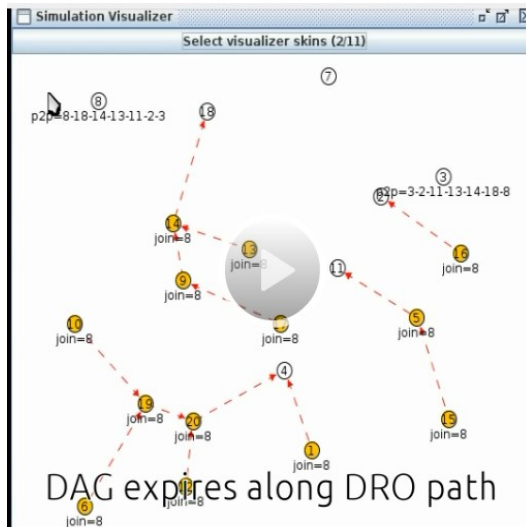 Simulation Visualizer
Select visualizer skins (2/11)
7
8
p2p=8-18-14-13-11-2-3
18
3
p2p=3-2-11-13-14-18-8
2
14
join=8
13
join=8
16
join=8
11
9
join=8
10
join=8
join=8
5
join=8
4
19
join=8
20
join=8
15
join=8
1
join=8
DAG expires along DRO path
6
join=8